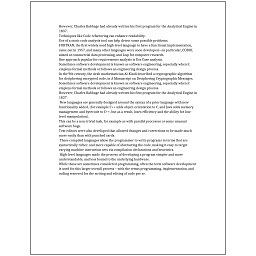 However, Charles Babbage had already written his first program for the Analytical Engine in
1837.
Techniques like Code refactoring can enhance readability.
Use of a static code analysis tool can help detect some possible problems.
FORTRAN, the first widely used high-level language to have a functional implementation,
came out in 1957, and many other languages were soon developed—in particular, COBOL
aimed at commercial data processing, and Lisp for computer research.
One approach popular for requirements analysis is Use Case analysis.
Sometimes software development is known as software engineering, especially when it
employs formal methods or follows an engineering design process.
In the 9th century, the Arab mathematician Al-Kindi described a cryptographic algorithm
for deciphering encrypted code, in A Manuscript on Deciphering Cryptographic Messages.
Sometimes software development is known as software engineering, especially when it
employs formal methods or follows an engineering design process.
However, Charles Babbage had already written his first program for the Analytical Engine in
1837.
New languages are generally designed around the syntax of a prior language with new
functionality added, (for example C++ adds object-orientation to C, and Java adds memory
management and bytecode to C++, but as a result, loses efficiency and the ability for low-
level manipulation).
This can be a non-trivial task, for example as with parallel processes or some unusual
software bugs.
Text editors were also developed that allowed changes and corrections to be made much
more easily than with punched cards.
These compiled languages allow the programmer to write programs in terms that are
syntactically richer, and more capable of abstracting the code, making it easy to target
varying machine instruction sets via compilation declarations and heuristics.
High-level languages made the process of developing a program simpler and more
understandable, and less bound to the underlying hardware.
While these are sometimes considered programming, often the term software development
is used for this larger overall process – with the terms programming, implementation, and
coding reserved for the writing and editing of code per se.